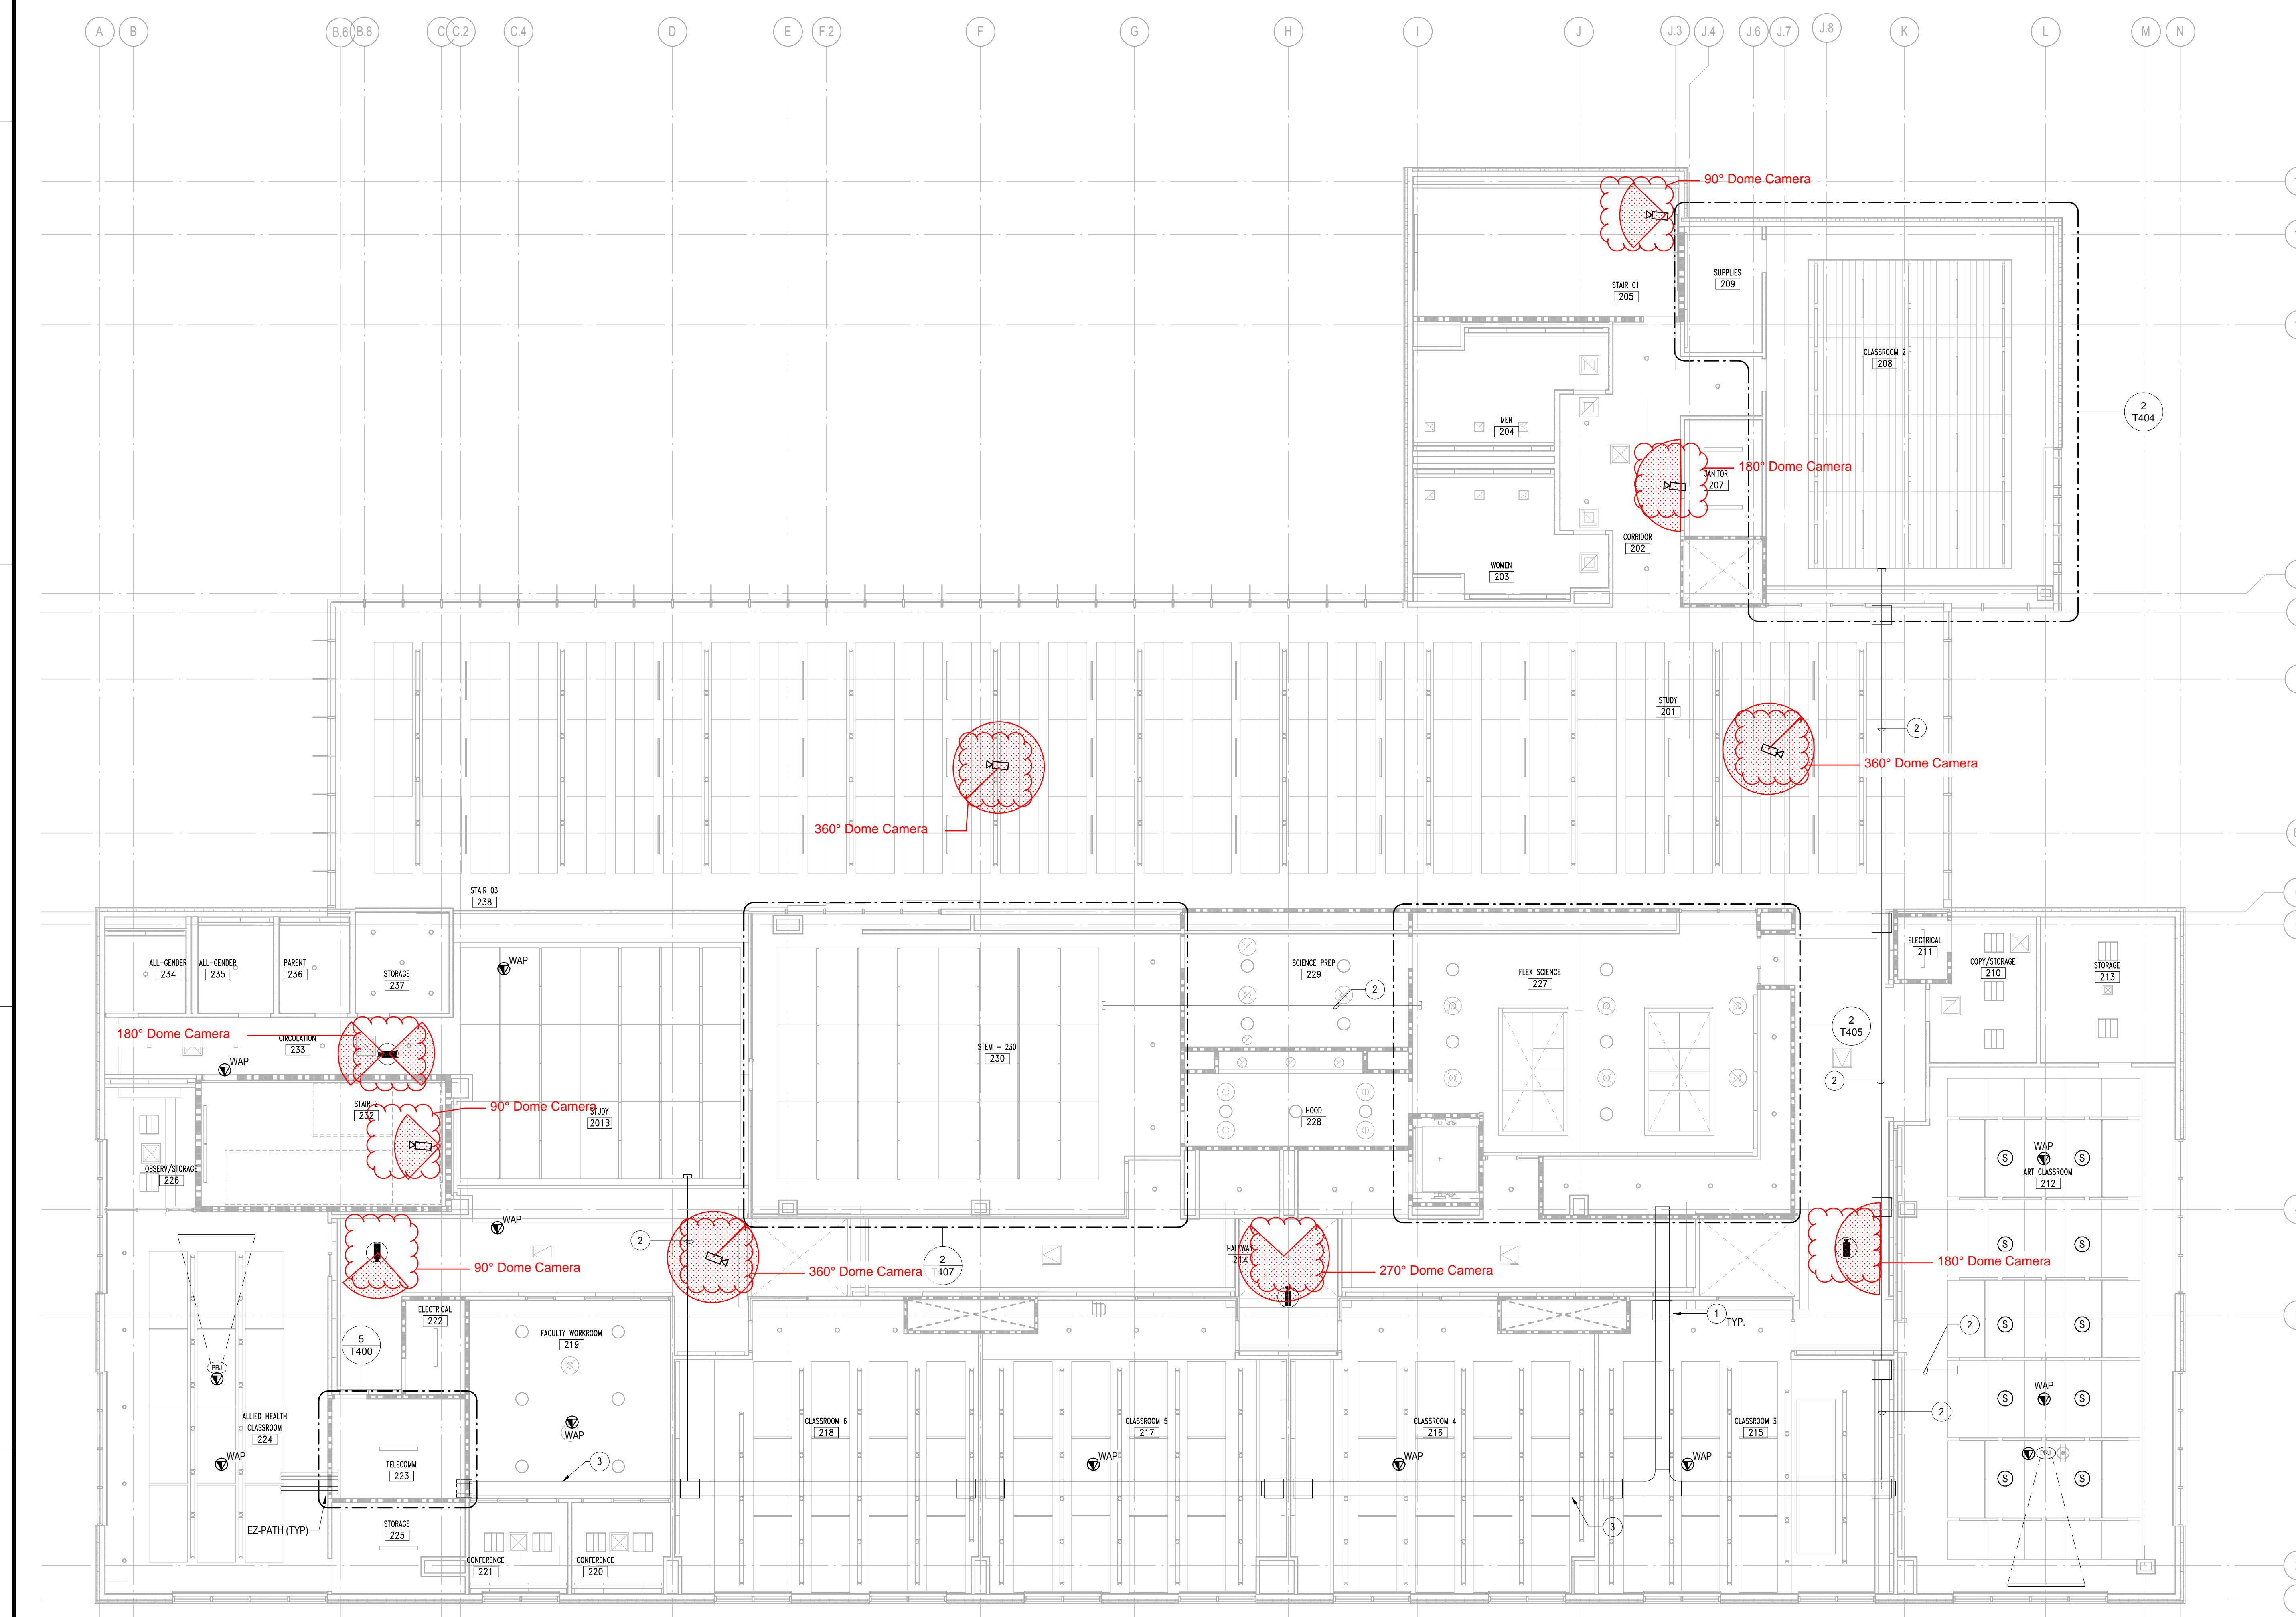 A
B
B.6
B.8
C
C.2
C.4
D
E
F.2
F
G
H
I
J
J.3
J.4
J.6
J.7
J.8
K
L
M
N
90° Dome Camera
SUPPLIES
209
STAIR 01
205
CLASSROOM 2
208
2
T404
MEN
204
180° Dome Camera
JANITOR
207
CORRIDOR
202
WOMEN
203
STUDY
201
2
360° Dome Camera
360° Dome Camera
STAIR 03
238
ALL-GENDER
234
ALL-GENDER
235
PARENT
236
STORAGE
237
WAP
SCIENCE PREP
229
2
FLEX SCIENCE
227
ELECTRICAL
211
COPY/STORAGE
210
STORAGE
213
180° Dome Camera
CIRCULATION
233
WAP
STEM - 230
230
2
T405
2
STAIR 2
232
90° Dome Camera
STUDY
201B
HOOD
228
OBSERV/STORAGE
226
WAP
S
S
ART CLASSROOM
212
WAP
2
S
S
90° Dome Camera
360° Dome Camera
2
T407
HALLWAY
214
270° Dome Camera
180° Dome Camera
ELECTRICAL
222
FACULTY WORKROOM
219
5
T400
1
TYP.
2
S
S
PRJ
WAP
S
S
ALLIED HEALTH
CLASSROOM
224
WAP
WAP
CLASSROOM 6
218
CLASSROOM 5
217
WAP
CLASSROOM 4
216
WAP
CLASSROOM 3
215
WAP
2
PRJ
TELECOMM
223
3
S
S
EZ-PATH (TYP)
STORAGE
225
3
CONFERENCE
221
CONFERENCE
220